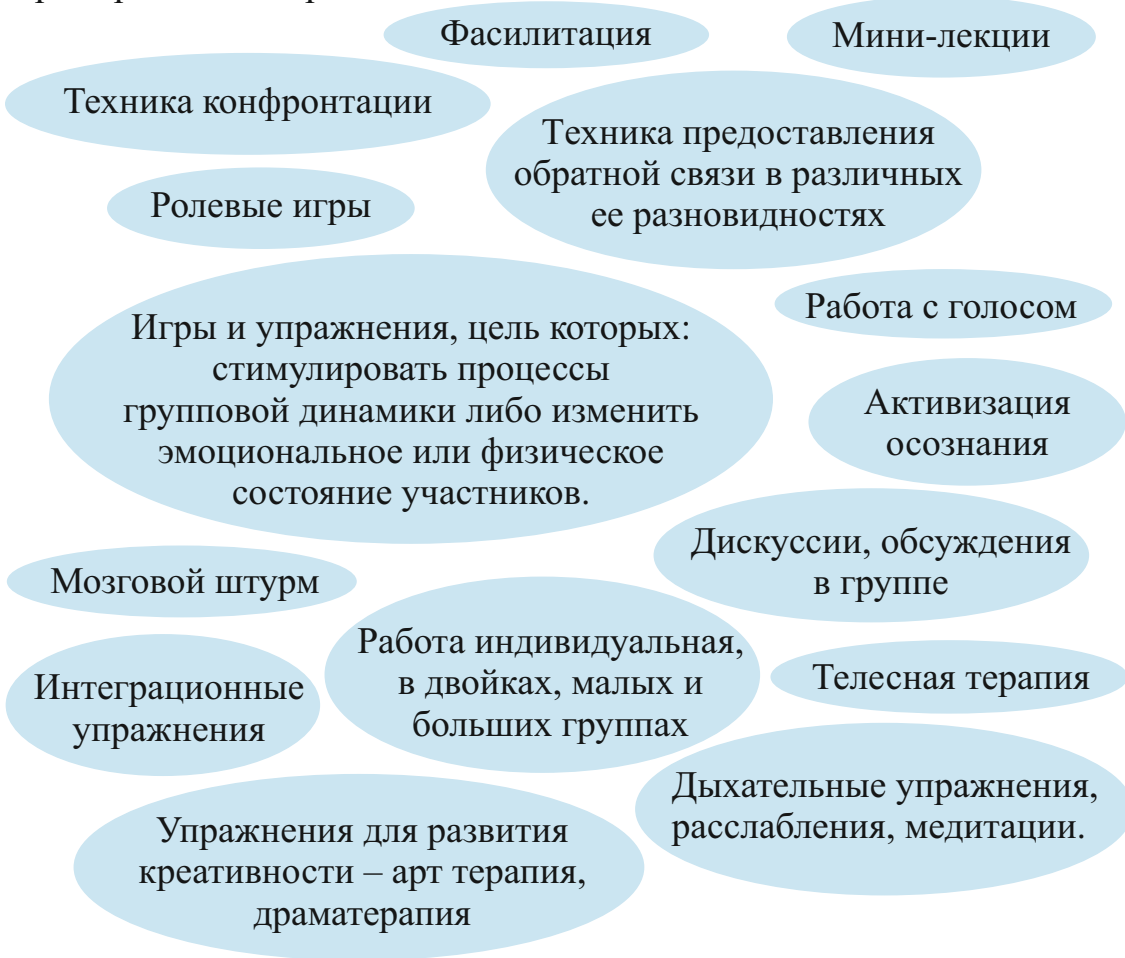 Фасилитация
Мини-лекции
Техника конфронтации
Техника предоставления
обратной связи в различных
ее разновидностях
Ролевые игры
Работа с голосом
Игры и упражнения, цель которых:
стимулировать процессы
групповой динамики либо изменить
эмоциональное или физическое
состояние участников.
Активизация
осознания
Дискуссии, обсуждения
в группе
Мозговой штурм
Работа индивидуальная,
в двойках, малых и
больших группах
Телесная терапия
Интеграционные
упражнения
Дыхательные упражнения,
расслабления, медитации.
Упражнения для развития
креативности – арт терапия,
драматерапия